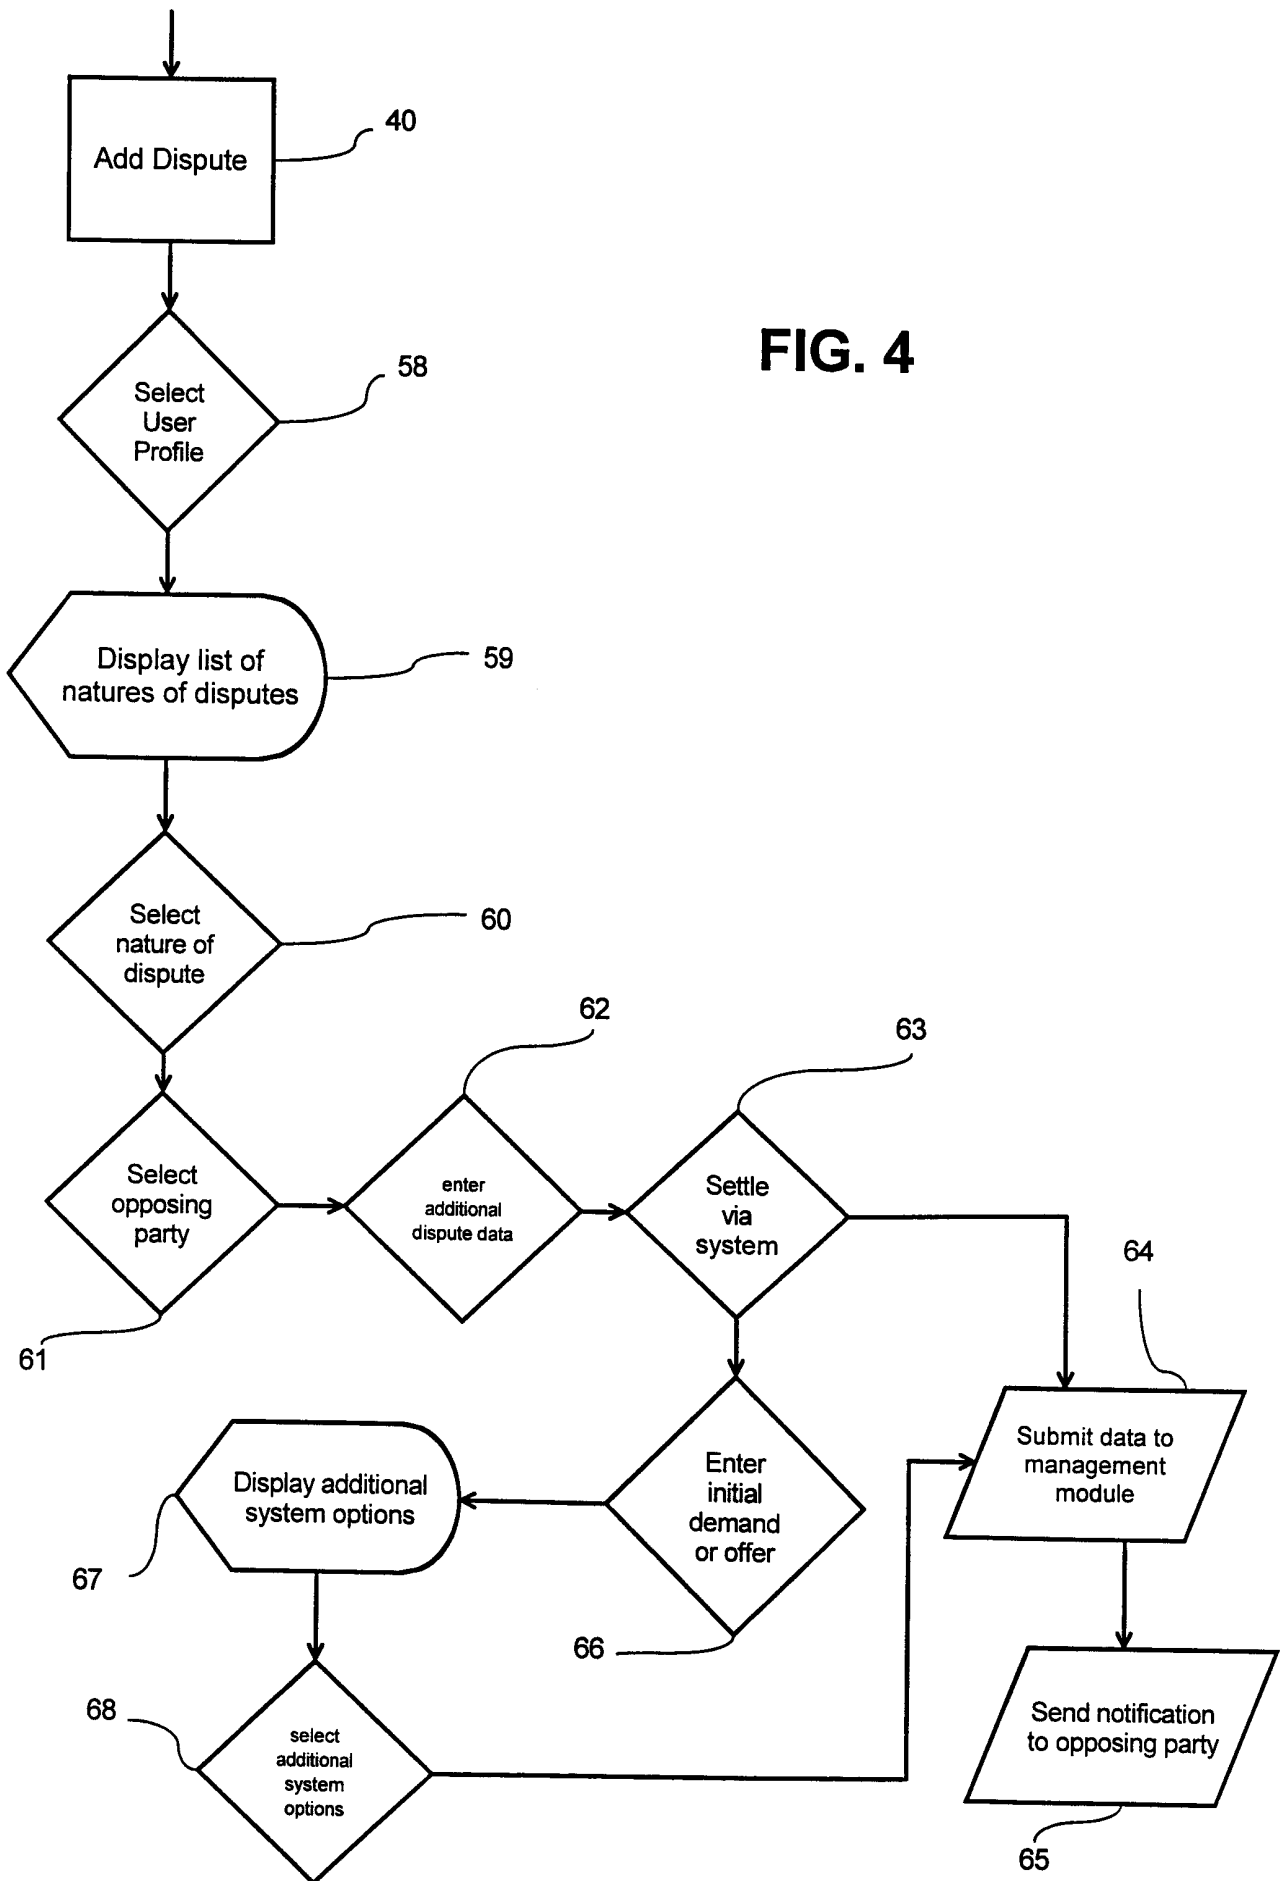 40
Add Dispute
FIG. 4
58
Select
User
Profile
59
Display list of
natures of disputes
60
Select
nature of
dispute
62
63
Select
opposing
party
enter
additional
dispute data
Settle
via
system
61
64
Submit data to
management
module
Enter
initial
demand
or offer
Display additional
system options
67
66
68
select
additional
system
options
Send notification
to opposing party
65